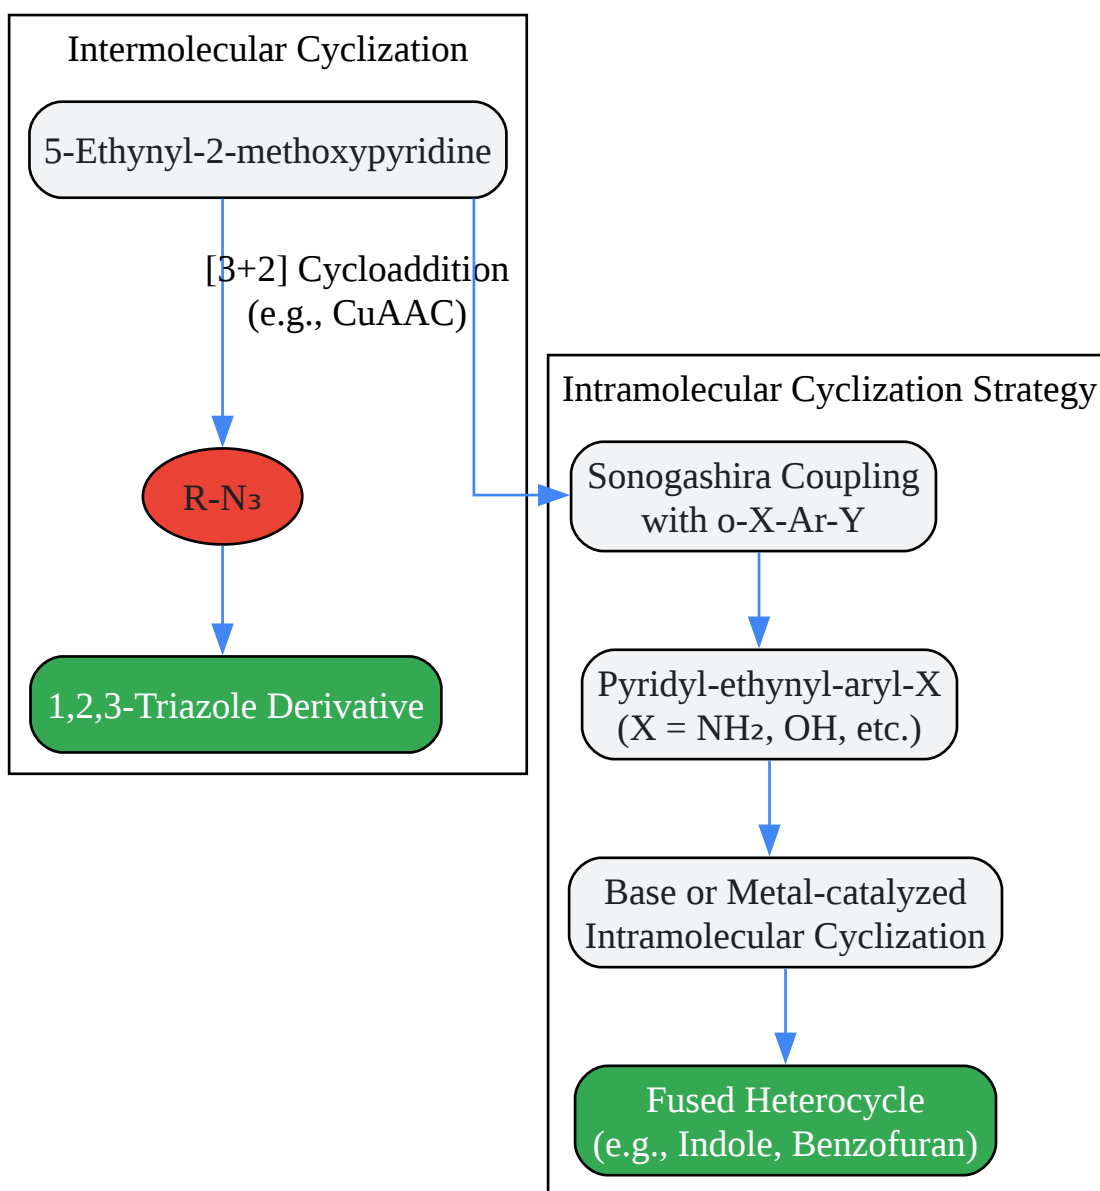 Intermolecular Cyclization
5-Ethynyl-2-methoxypyridine
[3+2] Cycloaddition
(e.g., CuAAC)
R-N₃
1,2,3-Triazole Derivative
Intramolecular Cyclization Strategy
Sonogashira Coupling
with o-X-Ar-Y
Pyridyl-ethynyl-aryl-X
(X = NH₂, OH, etc.)
Base or Metal-catalyzed
Intramolecular Cyclization
Fused Heterocycle
(e.g., Indole, Benzofuran)